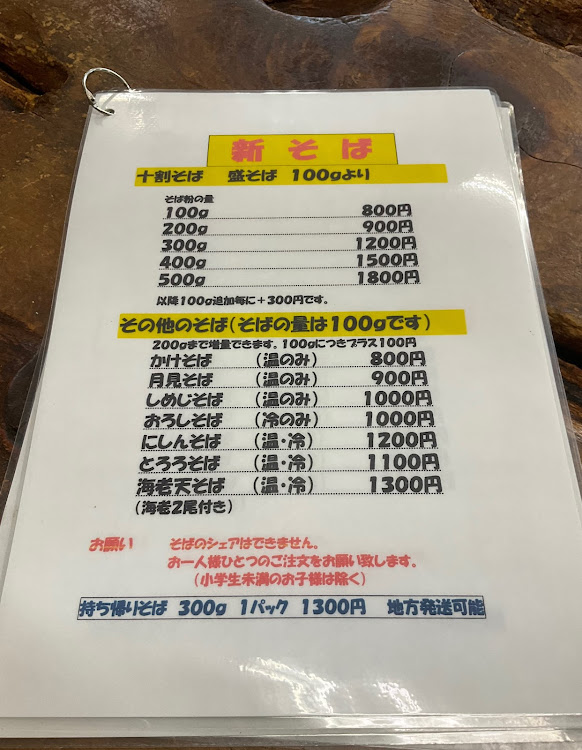 新そば
十割そば 盛そば 100gより
そば粉の量
100g 800円
200g 900円
300g 1200円
400g 1500円
500g 1800円
以降100g追加毎に＋300円です。
その他のそば(そばの量は100gです)
200gまで増量できます。100gにつきプラス100円
かけそば (温のみ) 800円
月見そば (温のみ) 900円
しめじそば (温のみ) 1000円
おろしそば (冷のみ) 1000円
にしんそば (温・冷) 1200円
とろろそば (温・冷) 1100円
海老天そば (温・冷) 1300円
(海老2尾付き)
お願い そばのシェアはできません。
お一人様ひとつのご注文をお願い致します。
(小学生未満のお子様は除く)
持ち帰りそば 300g 1パック 1300円 地方発送可能